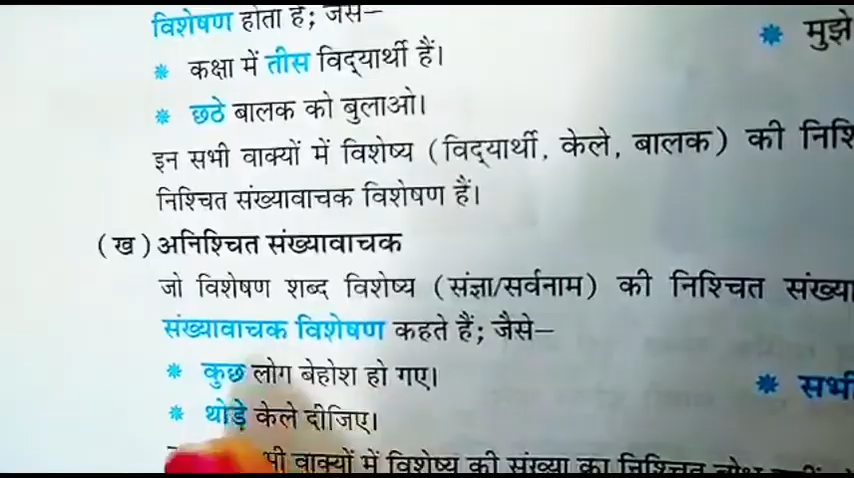 विशेषण होता है; जैसे—
* मुझे
* कक्षा में तीस विद्यार्थी हैं।
* छठे बालक को बुलाओ।
इन सभी वाक्यों में विशेष्य (विद्यार्थी, केले, बालक) की
निश्चित संख्यावाचक विशेषण हैं।
(ख) अनिश्चित संख्यावाचक
जो विशेषण शब्द विशेष्य (संज्ञा/सर्वनाम) की निश्चित संख्या
संख्यावाचक विशेषण कहते हैं; जैसे—
* कुछ लोग बेहोश हो गए।
* सभी
* थोड़े केले दीजिए।
वाक्यों में विशेष्य की संख्या का निश्चित